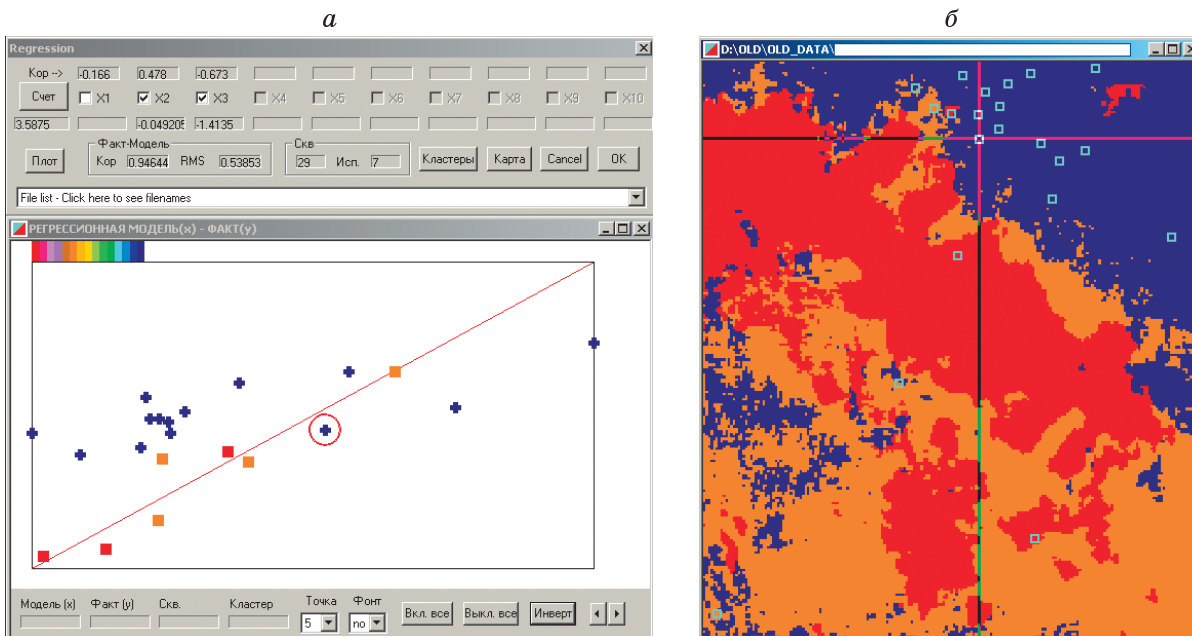 а
б
Regression
Кор --> -0.166 0.478 -0.673
Счет X1 X2 X3 X4 X5 X6 X7 X8 X9 X10
3.5875 -0.049205 -1.4135
Плот Факт-Модель Кор 0.94644 RMS 0.53853 Скв 29 Исп. 7 Кластеры Карта Cancel OK
File list - Click here to see filenames
РЕГРЕССИОННАЯ МОДЕЛЬ(x) - ФАКТ(y)
Модель (x) Факт (y) Скв. Кластер Точка Фонт
5 no Вкл. все Выкл. все Инверт
D:\OLD\OLD_DATA\